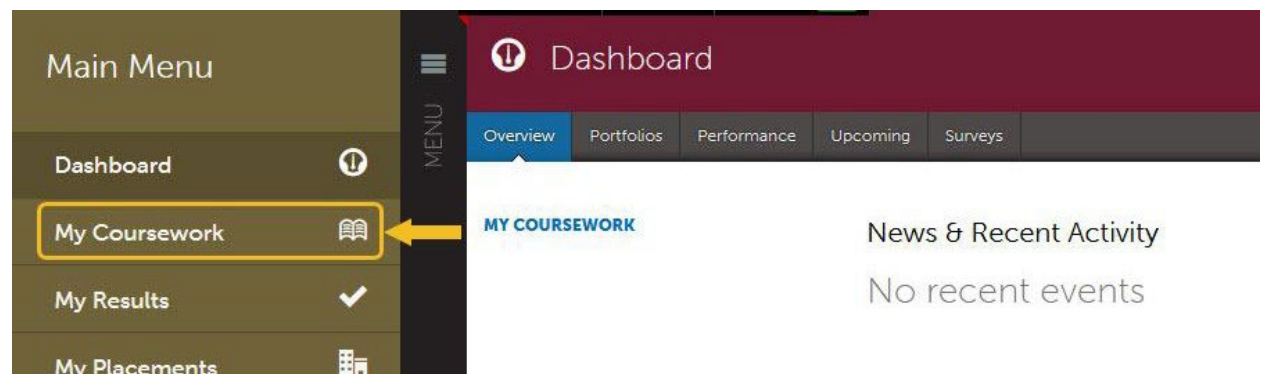 Main Menu
Dashboard
My Coursework
My Results
My Placements
MENU
Dashboard
Overview Portfolios Performance Upcoming Surveys
MY COURSEWORK
News & Recent Activity
No recent events